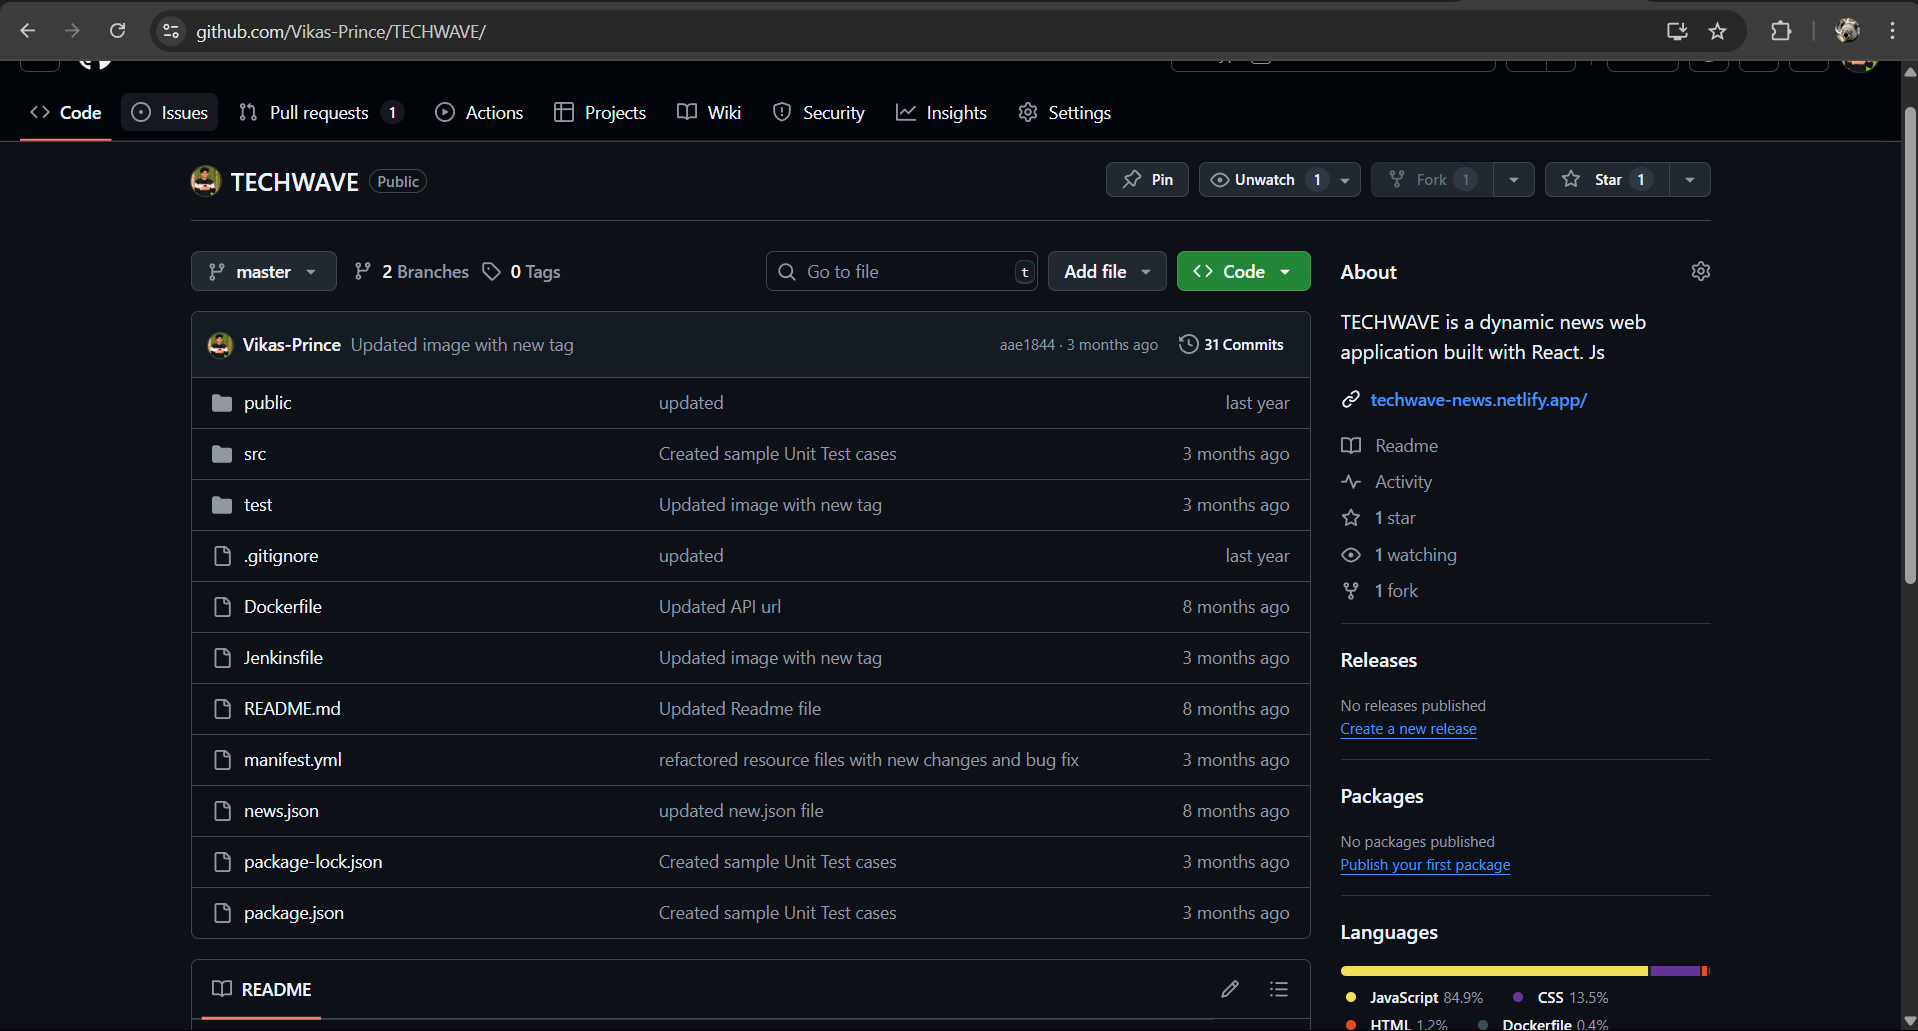 github.com/Vikas-Prince/TECHWAVE/
Code Issues Pull requests 1 Actions Projects Wiki Security Insights Settings
TECHWAVE Public
Pin Unwatch 1 Fork 1 Star 1
master 2 Branches 0 Tags Go to file t Add file Code
Vikas-Prince Updated image with new tag aae1844 · 3 months ago 31 Commits
public updated last year
src Created sample Unit Test cases 3 months ago
test Updated image with new tag 3 months ago
.gitignore updated last year
Dockerfile Updated API url 8 months ago
Jenkinsfile Updated image with new tag 3 months ago
README.md Updated Readme file 8 months ago
manifest.yml refactored resource files with new changes and bug fix 3 months ago
news.json updated new.json file 8 months ago
package-lock.json Created sample Unit Test cases 3 months ago
package.json Created sample Unit Test cases 3 months ago
README
About
TECHWAVE is a dynamic news web
application built with React. Js
techwave-news.netlify.app/
Readme
Activity
1 star
1 watching
1 fork
Releases
No releases published
Create a new release
Packages
No packages published
Publish your first package
Languages
JavaScript 84.9% CSS 13.5%
HTML 1.2% Dockerfile 0.4%